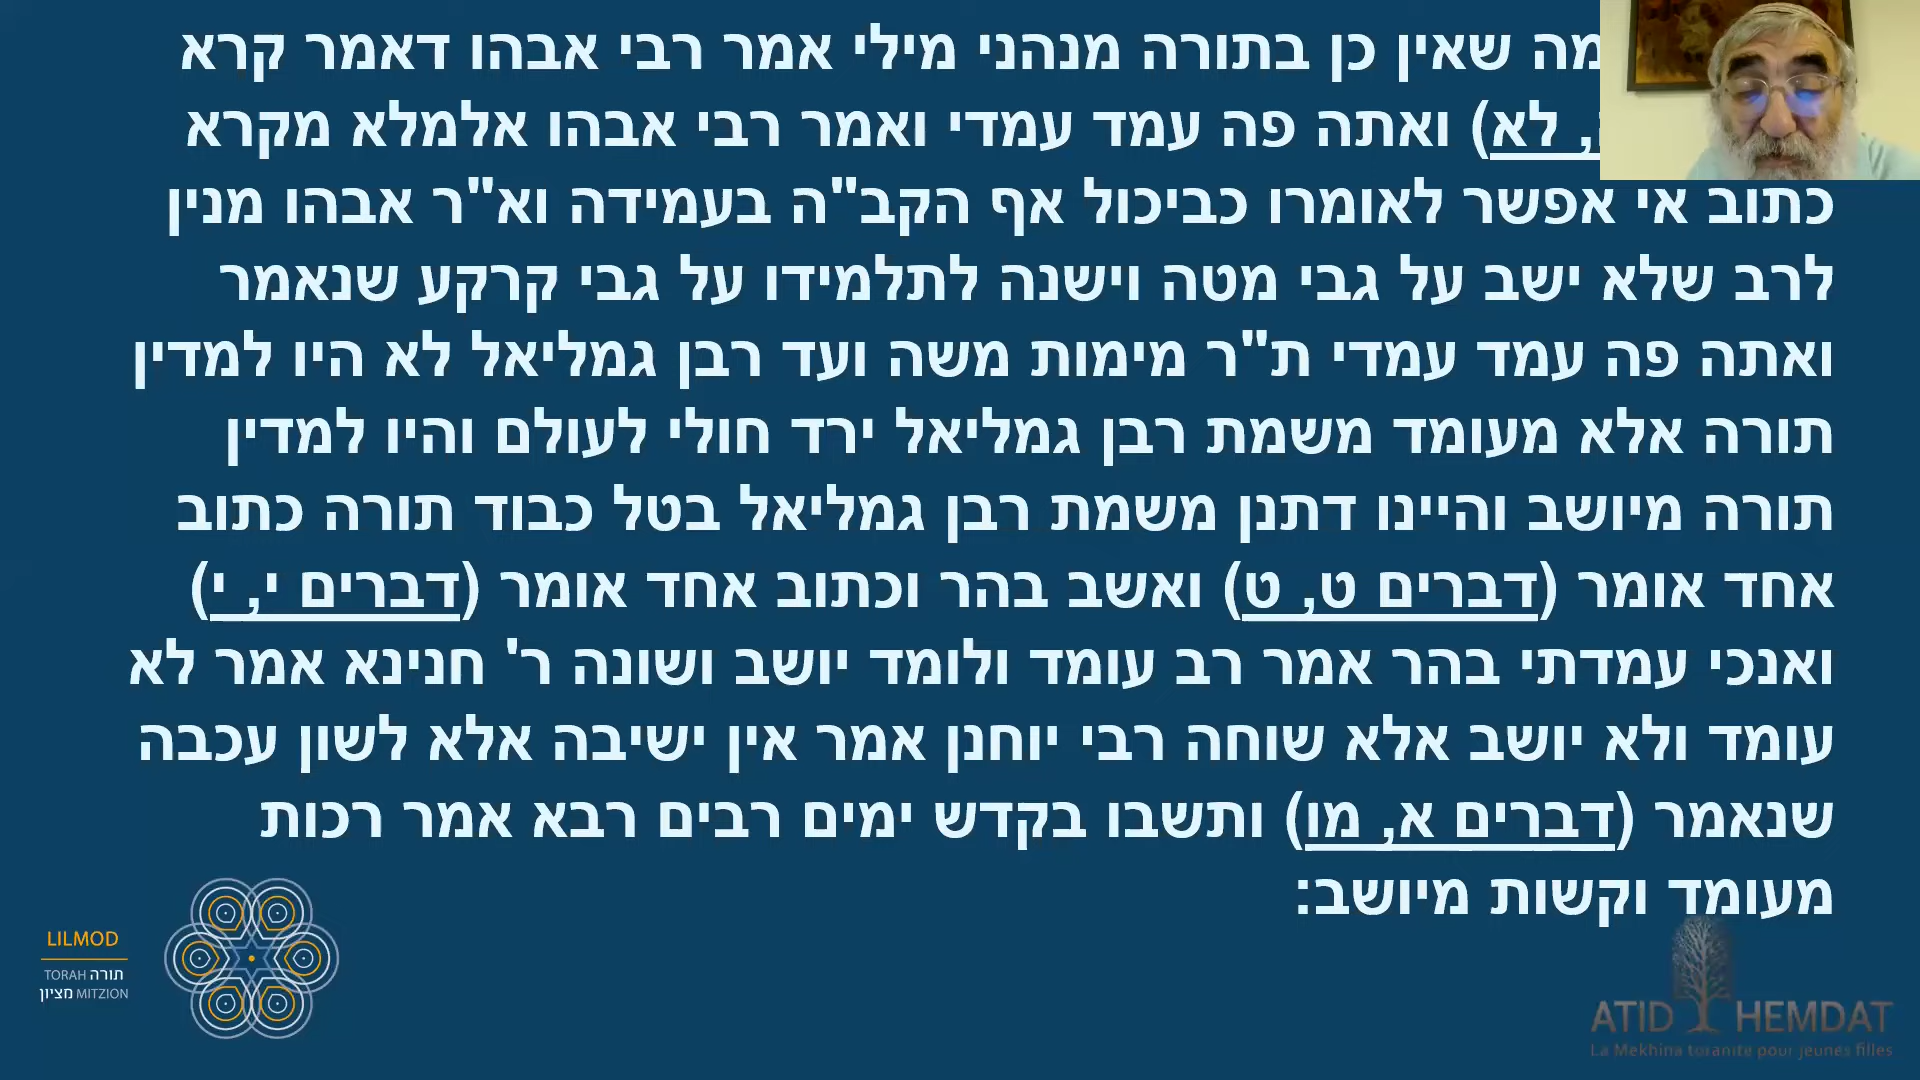 מה שאין כן בתורה מנהני מילי אמר רבי אבהו דאמר קרא
, לא) ואתה פה עמד עמדי ואמר רבי אבהו אלמלא מקרא
כתוב אי אפשר לאומרו כביכול אף הקב"ה בעמידה וא"ר אבהו מנין
לרב שלא ישב על גבי מטה וישנה לתלמידו על גבי קרקע שנאמר
ואתה פה עמד עמדי ת"ר מימות משה ועד רבן גמליאל לא היו למדין
תורה אלא מעומד משמת רבן גמליאל ירד חולי לעולם והיו למדין
תורה מיושב והיינו דתנן משמת רבן גמליאל בטל כבוד תורה כתוב
אחד אומר (דברים ט, ט) ואשב בהר וכתוב אחד אומר (דברים י, י)
ואנכי עמדתי בהר אמר רב עומד ולומד יושב ושונה ר' חנינא אמר לא
עומד ולא יושב אלא שוחה רבי יוחנן אמר אין ישיבה אלא לשון עכבה
שנאמר (דברים א, מו) ותשבו בקדש ימים רבים רבא אמר רכות
מעומד וקשות מיושב:
LILMOD
TORAH תורה
מציון MITZION
ATID HEMDAT
La Mekhina toranite pour jeunes filles